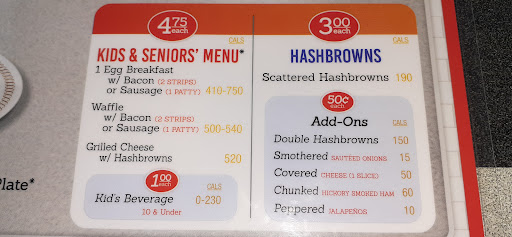 4.75
each
CALS
KIDS & SENIORS' MENU*
1 Egg Breakfast
w/ Bacon (2 STRIPS)
or Sausage (1 PATTY) 410-750
Waffle
w/ Bacon (2 STRIPS)
or Sausage (1 PATTY) 500-540
Grilled Cheese
w/ Hashbrowns 520
1.00
each
CALS
Kid's Beverage 0-230
10 & Under
3.00
each
CALS
HASHBROWNS
Scattered Hashbrowns 190
50¢
each
Add-Ons CALS
Double Hashbrowns 150
Smothered SAUTÉED ONIONS 15
Covered CHEESE (1 SLICE) 50
Chunked HICKORY SMOKED HAM 60
Peppered JALAPEÑOS 10
Plate*